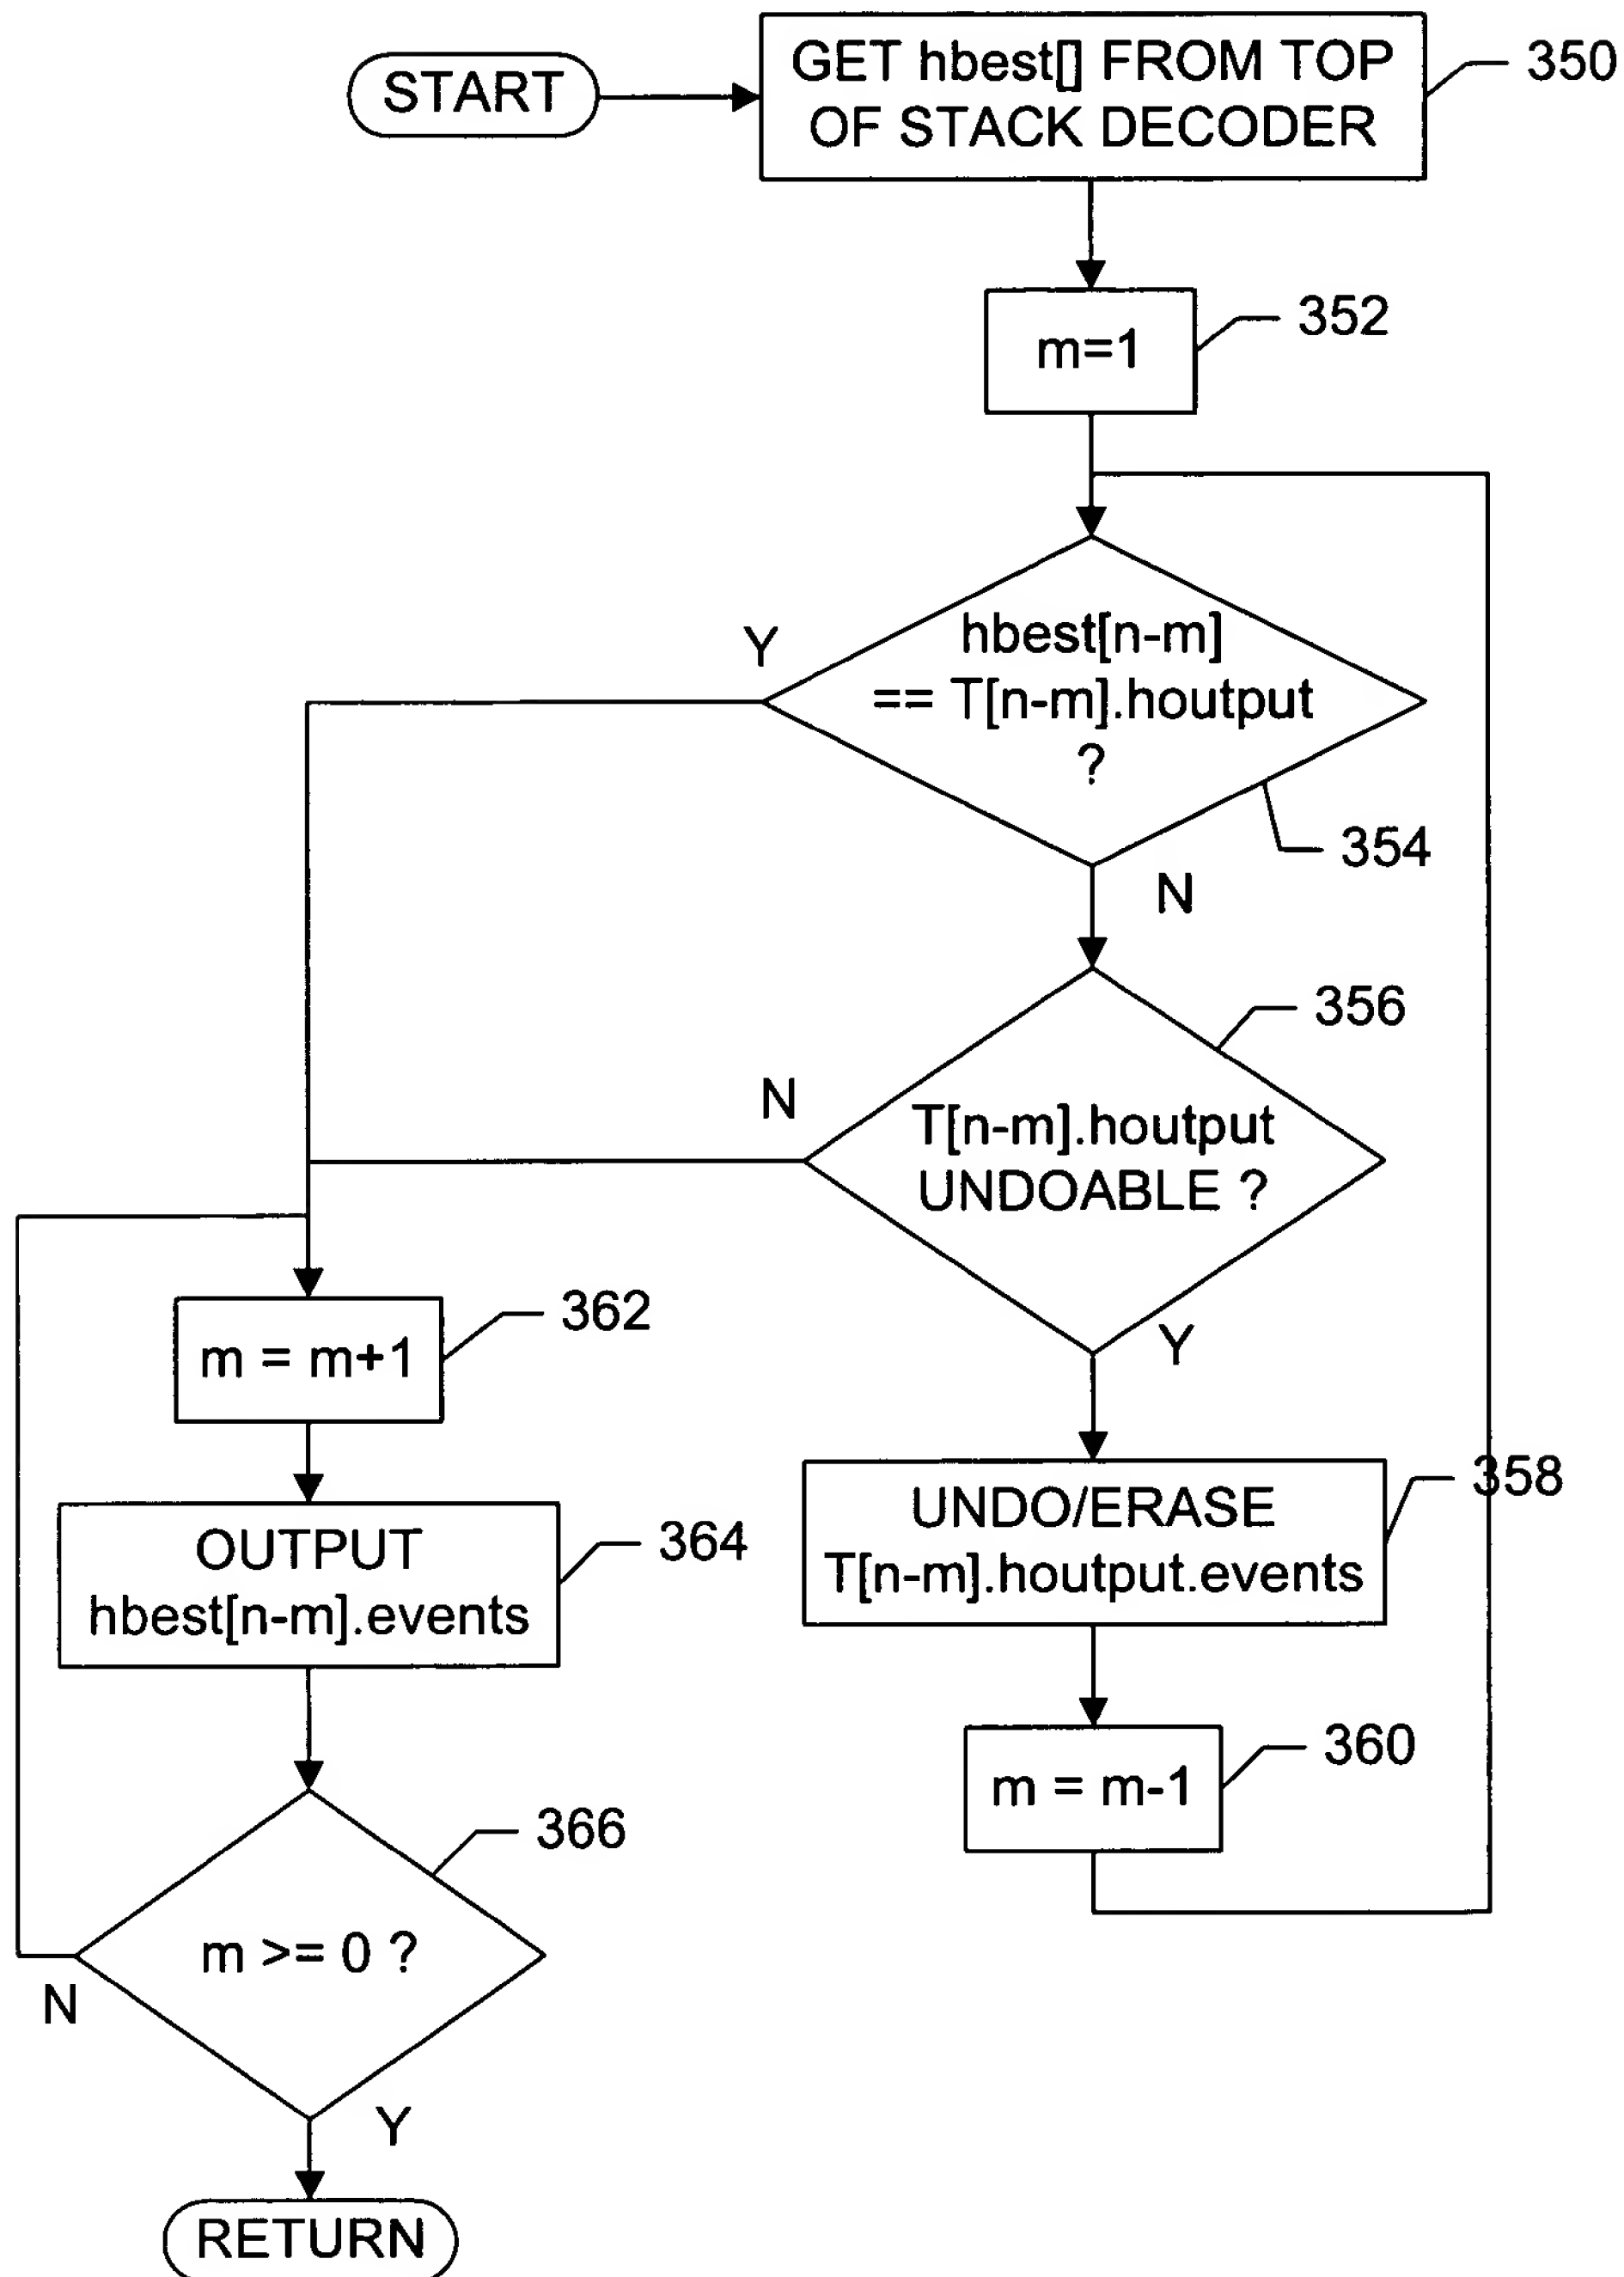 START
GET hbest[] FROM TOP
OF STACK DECODER
350
m=1
352
hbest[n-m]
== T[n-m].houtput
?
Y
354
N
T[n-m].houtput
UNDOABLE ?
356
N
Y
m = m+1
362
UNDO/ERASE
T[n-m].houtput.events
358
OUTPUT
hbest[n-m].events
364
m = m-1
360
m >= 0 ?
366
N
Y
RETURN